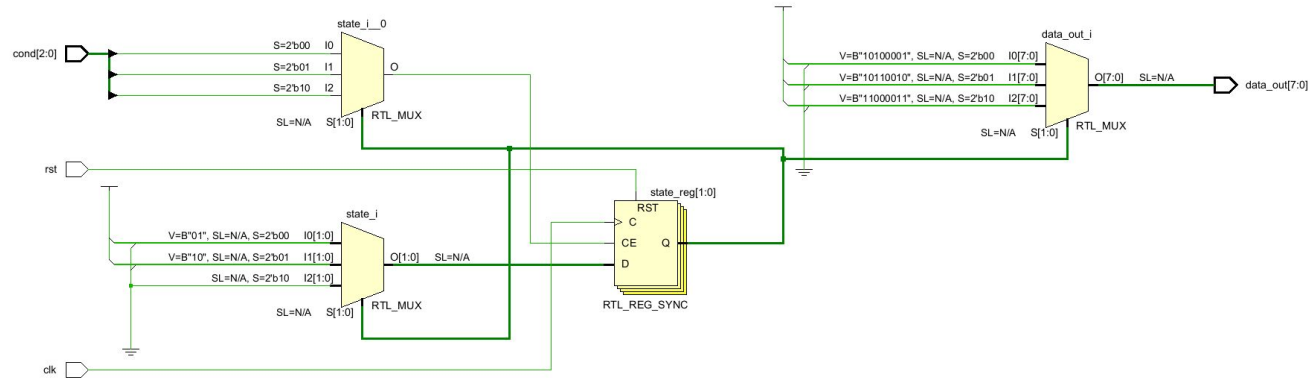 state_i__0
cond[2:0]
S=2'b00 I0
S=2'b01 I1
S=2'b10 I2
O
SL=N/A S[1:0]
RTL_MUX
data_out_i
V=B"10100001", SL=N/A, S=2'b00 I0[7:0]
V=B"10110010", SL=N/A, S=2'b01 I1[7:0]
V=B"11000011", SL=N/A, S=2'b10 I2[7:0]
O[7:0] SL=N/A
data_out[7:0]
SL=N/A S[1:0]
RTL_MUX
rst
state_reg[1:0]
RST
C
CE
Q
D
RTL_REG_SYNC
state_i
V=B"01", SL=N/A, S=2'b00 I0[1:0]
V=B"10", SL=N/A, S=2'b01 I1[1:0]
SL=N/A, S=2'b10 I2[1:0]
O[1:0] SL=N/A
SL=N/A S[1:0]
RTL_MUX
clk